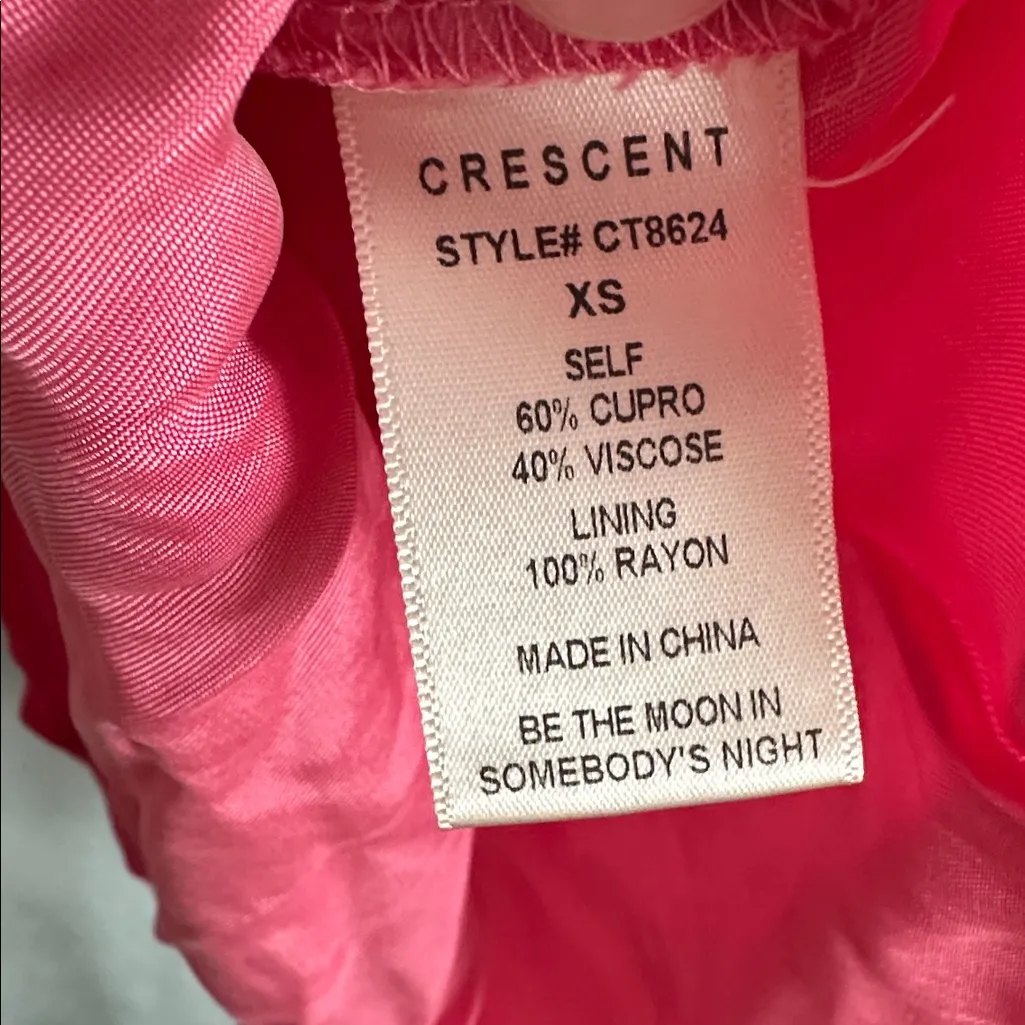 CRESCENT
STYLE# CT8624
XS
SELF
60% CUPRO
40% VISCOSE
LINING
100% RAYON
MADE IN CHINA
BE THE MOON IN
SOMEBODY'S NIGHT